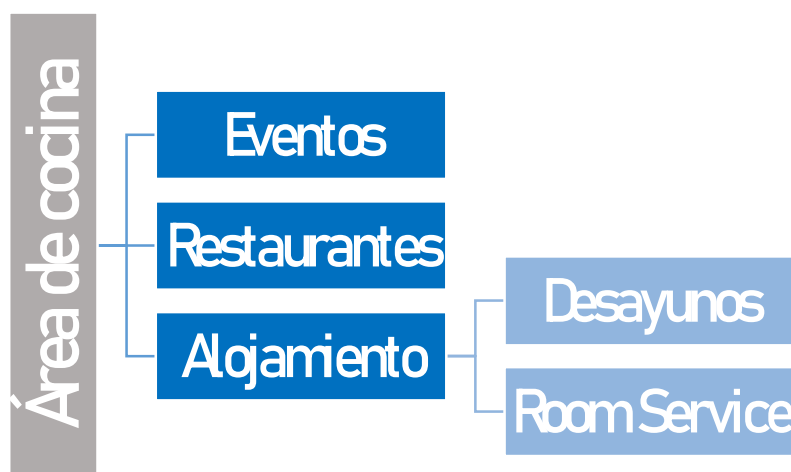 Área de cocina
Eventos
Restaurantes
Alojamiento
Desayunos
Room Service